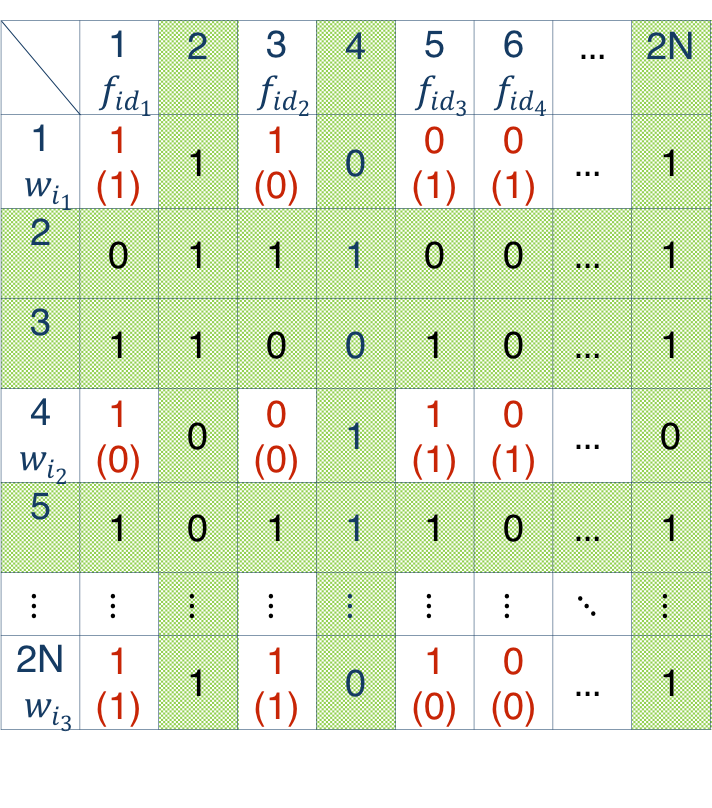 1 2 3 4 5 6 ... 2N
f_{id_1} f_{id_2} f_{id_3} f_{id_4}
1 1 1 1 0 0 0 ... 1
w_{i_1} (1) (0) (1) (1)
2 0 1 1 1 0 0 ... 1
3 1 1 0 0 1 0 ... 1
4 1 0 0 1 1 0 ... 0
w_{i_2} (0) (0) (1) (1)
5 1 0 1 1 1 0 ... 1
⋮ ⋮ ⋮ ⋮ ⋮ ⋮ ⋮ ⋱ ⋮
2N 1 1 1 0 1 0 ... 1
w_{i_3} (1) (1) (0) (0)